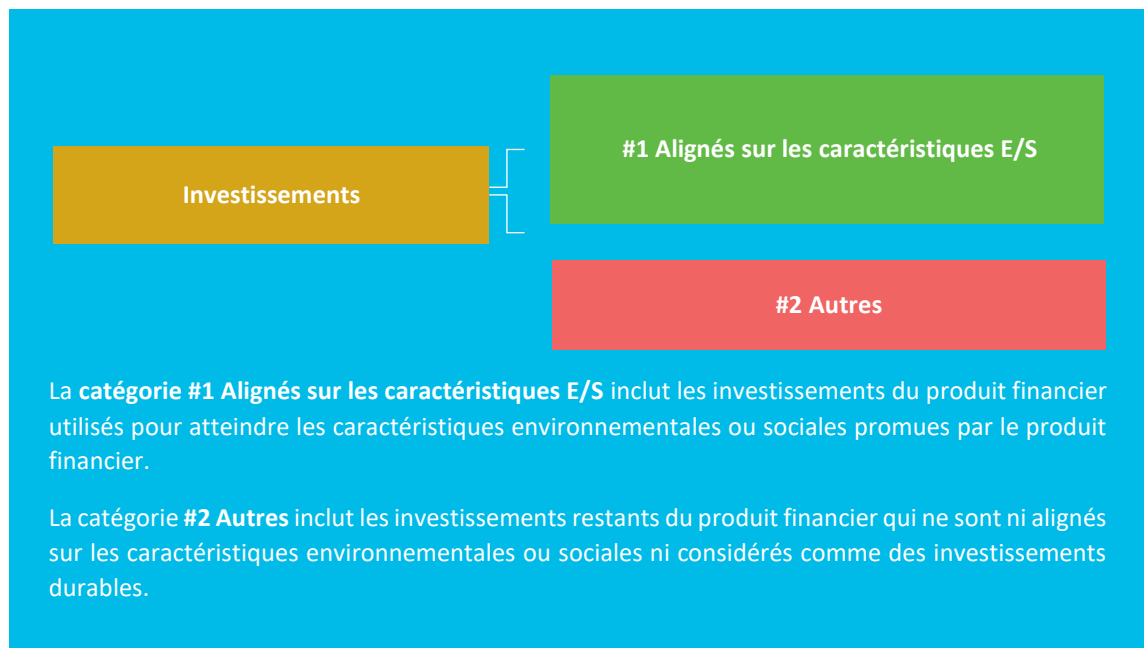 #1 Alignés sur les caractéristiques E/S
Investissements
#2 Autres
La catégorie #1 Alignés sur les caractéristiques E/S inclut les investissements du produit financier
utilisés pour atteindre les caractéristiques environnementales ou sociales promues par le produit
financier.
La catégorie #2 Autres inclut les investissements restants du produit financier qui ne sont ni alignés
sur les caractéristiques environnementales ou sociales ni considérés comme des investissements
durables.